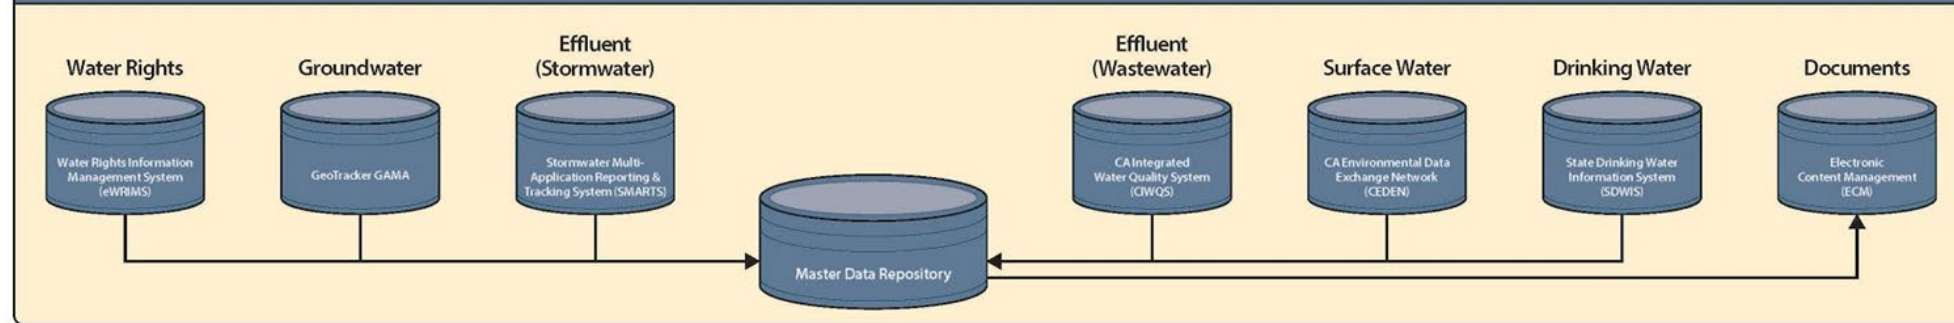 Water Rights
Groundwater
Effluent
(Stormwater)
Effluent
(Wastewater)
Surface Water
Drinking Water
Documents
Water Rights Information
Management System
(eWRIMS)
GeoTracker GAMA
Stormwater Multi-
Application Reporting &
Tracking System (SMARTS)
CA Integrated
Water Quality System
(CIWQS)
CA Environmental Data
Exchange Network
(CEDEN)
State Drinking Water
Information System
(SDWIS)
Electronic
Content Management
(ECM)
Master Data Repository